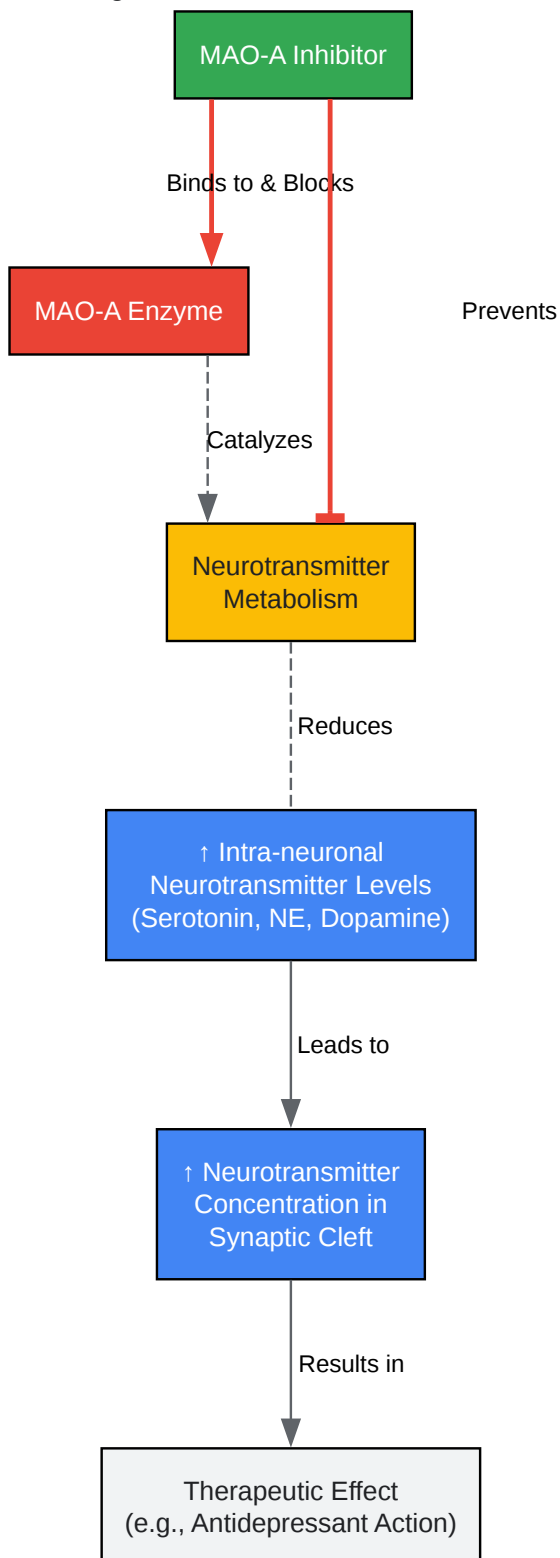 MAO-A Inhibitor
Binds to & Blocks
MAO-A Enzyme
Prevents
Catalyzes
Neurotransmitter
Metabolism
Reduces
↑ Intra-neuronal
Neurotransmitter Levels
(Serotonin, NE, Dopamine)
Leads to
↑ Neurotransmitter
Concentration in
Synaptic Cleft
Results in
Therapeutic Effect
(e.g., Antidepressant Action)